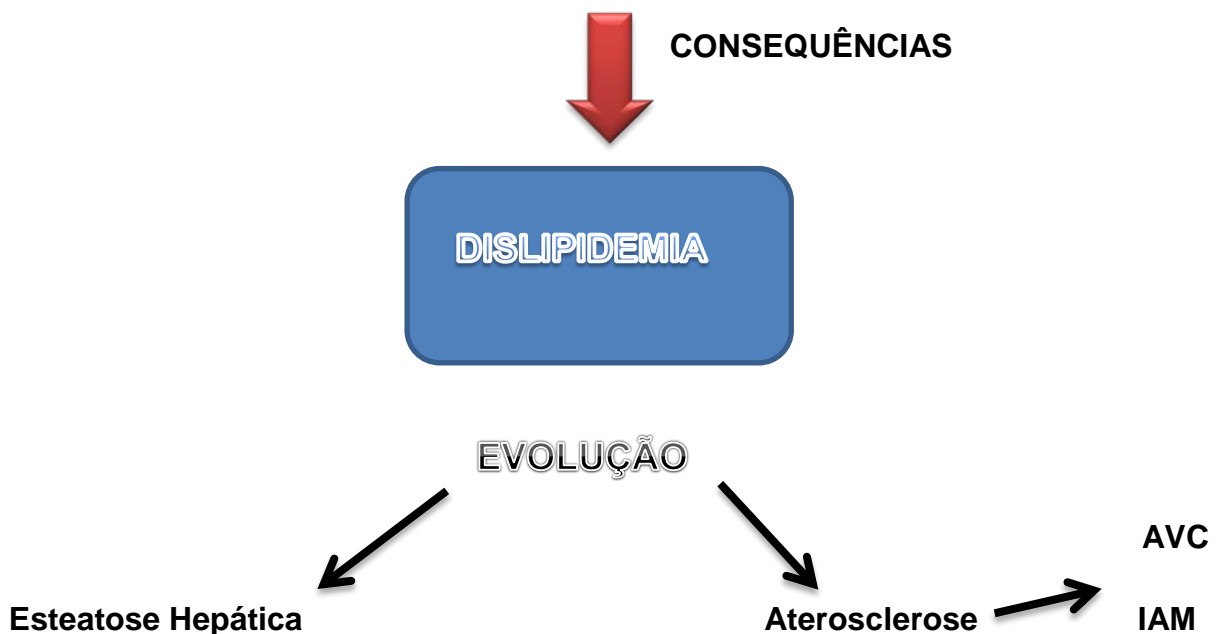 CONSEQUÊNCIAS
DISLIPIDEMIA
EVOLUÇÃO
AVC
Esteatose Hepática
Aterosclerose
IAM